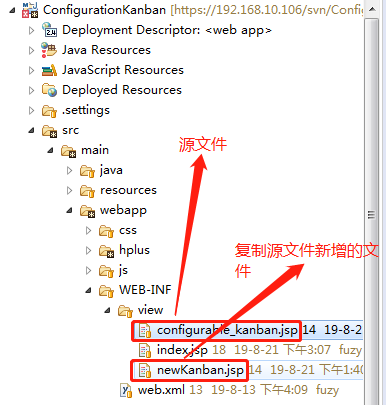 ConfigurationKanban [https://192.168.10.106/svn/Config
Deployment Descriptor: <web app>
Java Resources
JavaScript Resources
Deployed Resources
.settings
源文件
src
main
java
resources
webapp
css
复制源文件新增的文件
hplus
js
WEB-INF
view
configurable_kanban.jsp 14 19-8-2
index.jsp 18 19-8-21 下午3:07 fuzy
newKanban.jsp 14 19-8-21 下午1:40
web.xml 13 19-8-13 下午4:09 fuzy